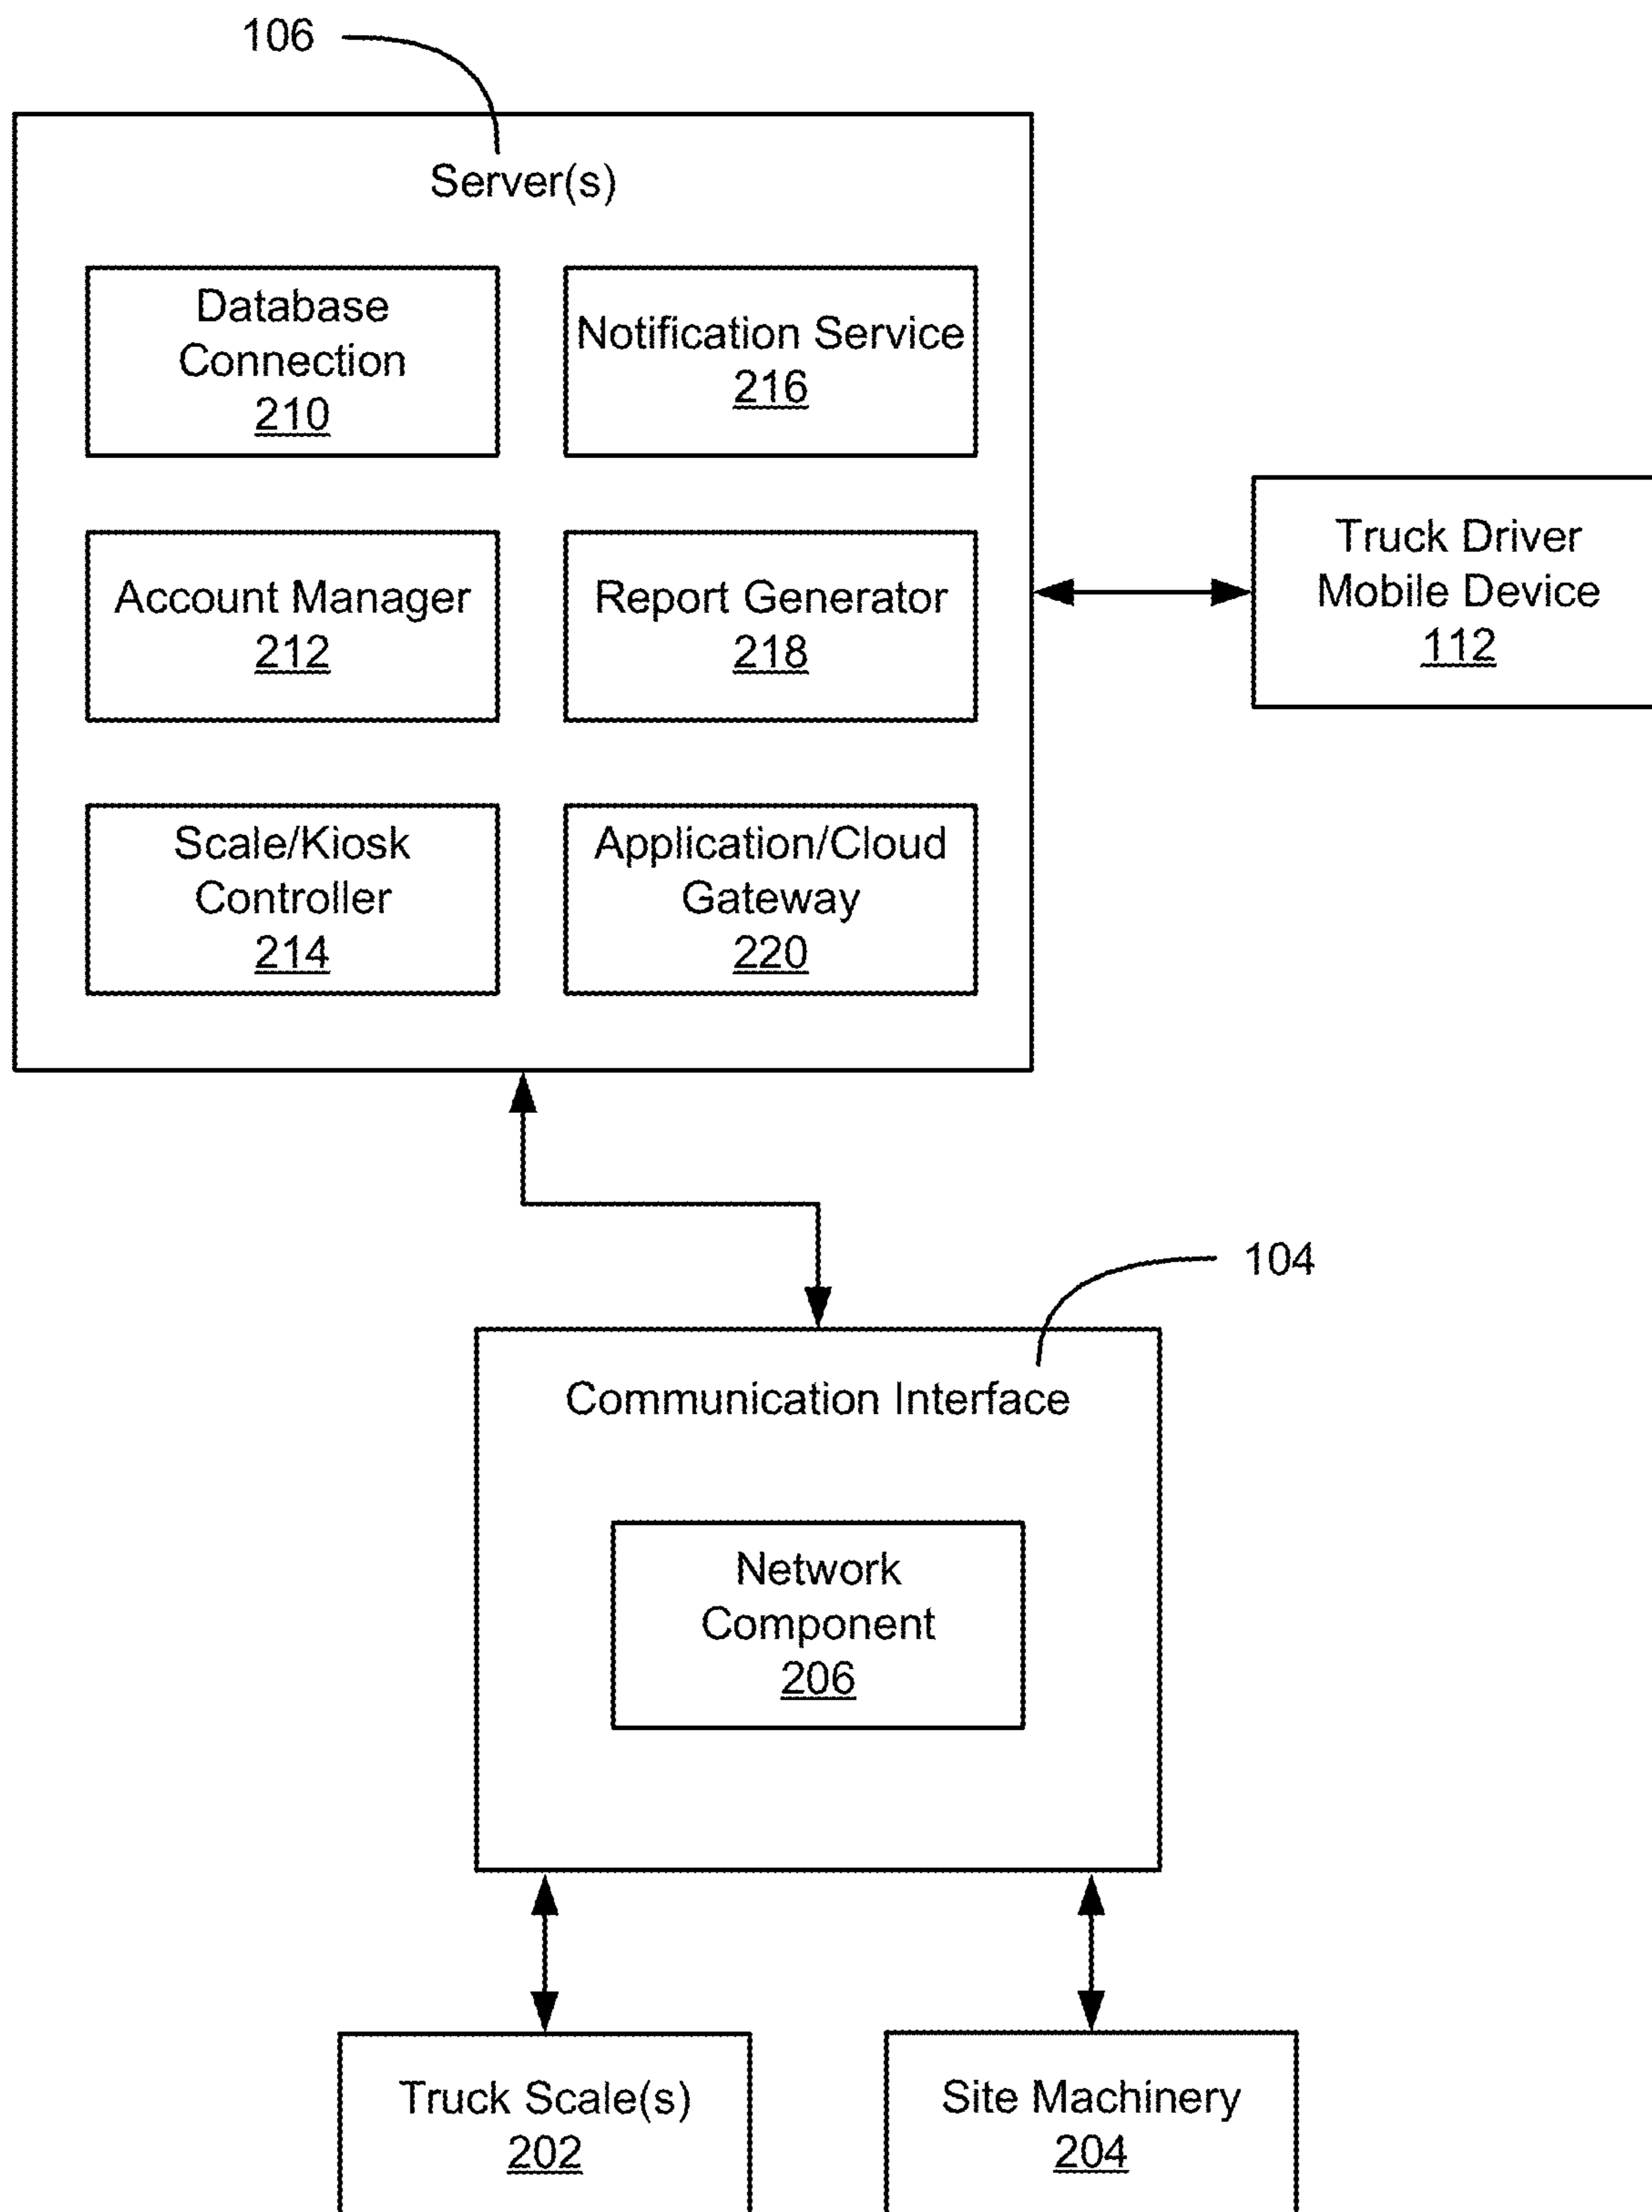 106
Server(s)
Database
Connection
210
Notification Service
216
Account Manager
212
Report Generator
218
Truck Driver
Mobile Device
112
Scale/Kiosk
Controller
214
Application/Cloud
Gateway
220
104
Communication Interface
Network
Component
206
Truck Scale(s)
202
Site Machinery
204